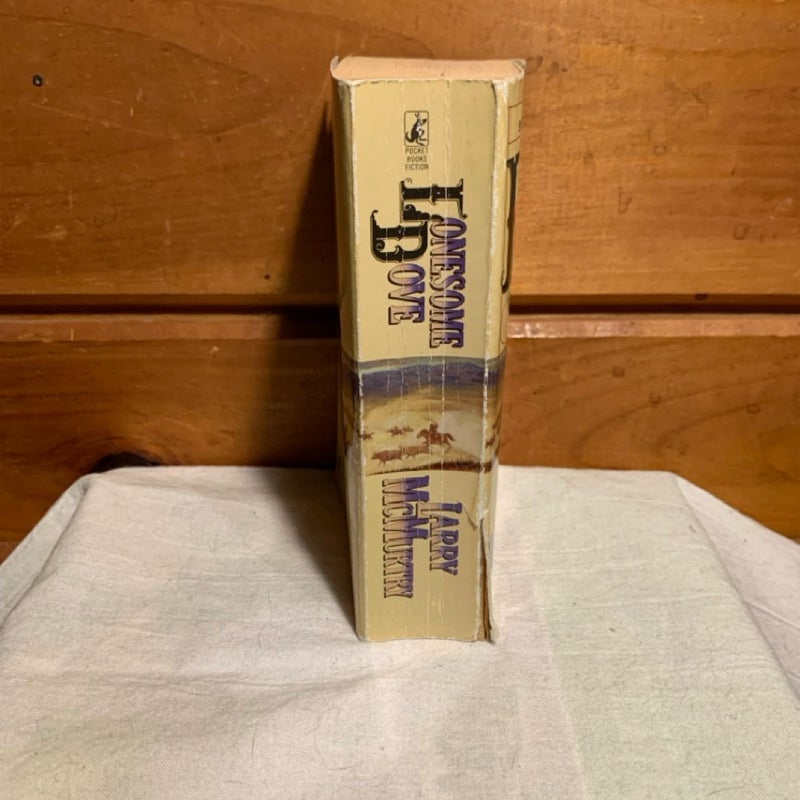 POCKET
BOOKS
FICTION
LONESOME
DOVE
LARRY
MCMURTRY